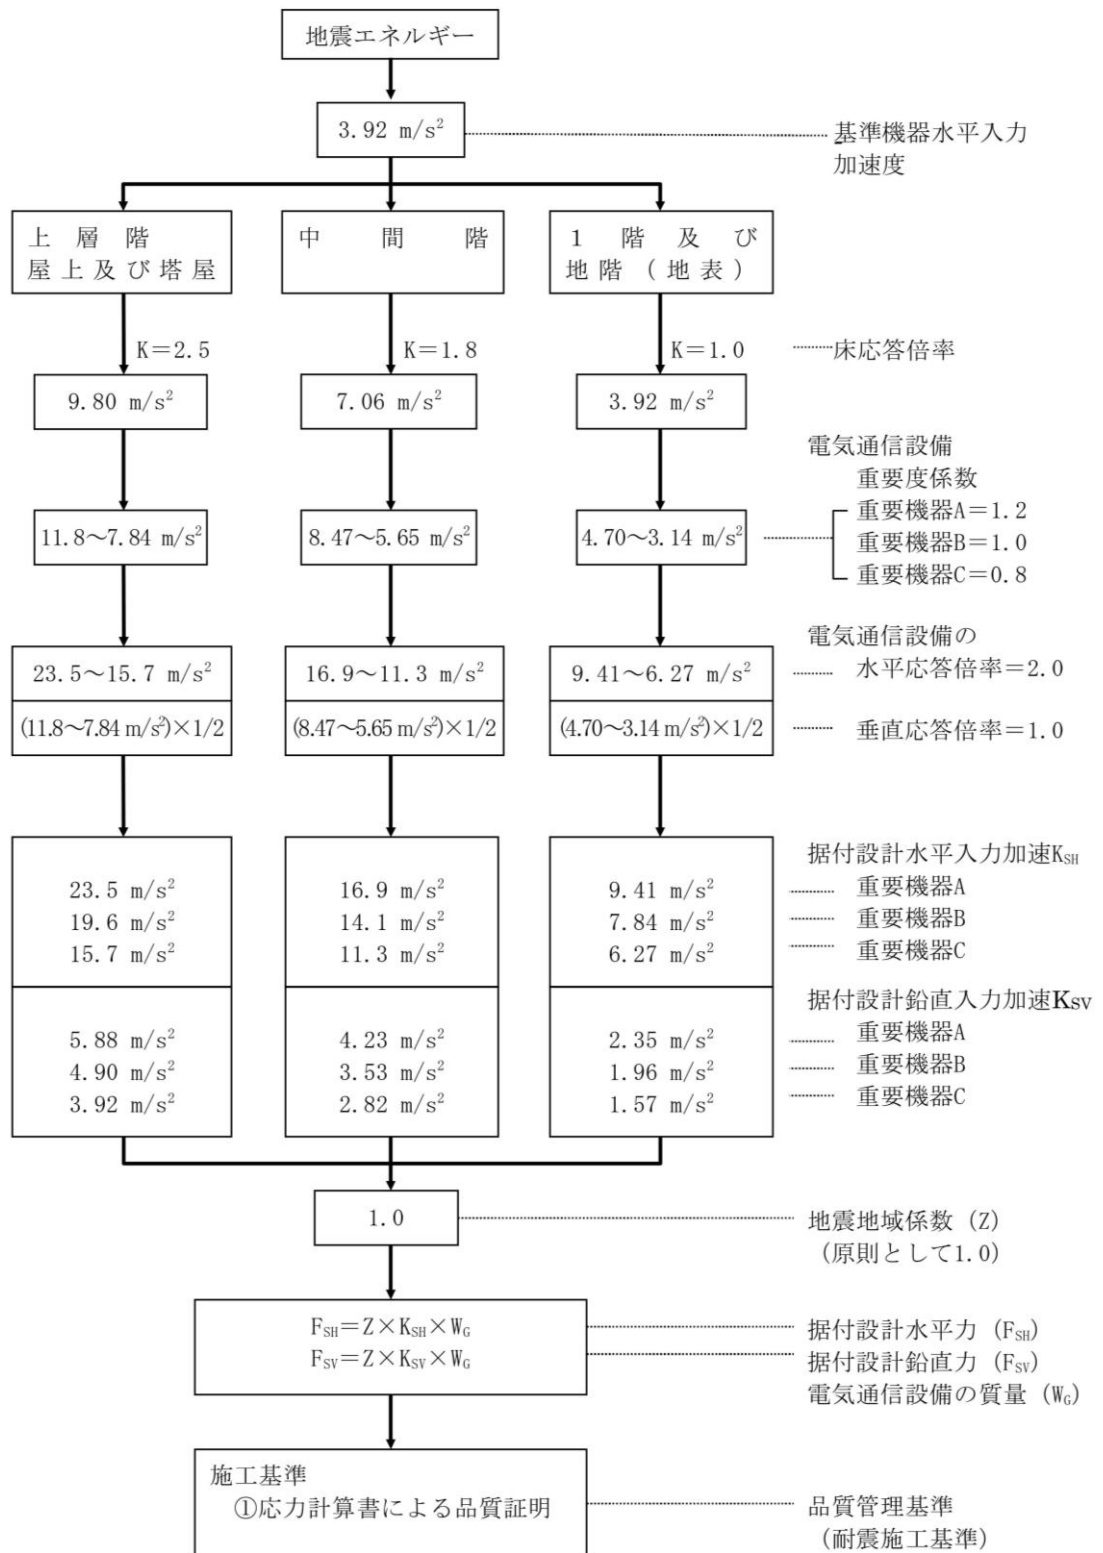 地震エネルギー
3.92 m/s²
基準機器水平入力
加速度
上層階
屋上及び塔屋
中間階
1階及び
地階(地表)
K=2.5
K=1.8
K=1.0
床応答倍率
9.80 m/s²
7.06 m/s²
3.92 m/s²
電気通信設備
重要度係数
重要機器A=1.2
重要機器B=1.0
重要機器C=0.8
11.8~7.84 m/s²
8.47~5.65 m/s²
4.70~3.14 m/s²
電気通信設備の
水平応答倍率=2.0
23.5~15.7 m/s²
16.9~11.3 m/s²
9.41~6.27 m/s²
(11.8~7.84 m/s²)×1/2
(8.47~5.65 m/s²)×1/2
(4.70~3.14 m/s²)×1/2
垂直応答倍率=1.0
据付設計水平入力加速K_SH
23.5 m/s²
16.9 m/s²
9.41 m/s²
重要機器A
19.6 m/s²
14.1 m/s²
7.84 m/s²
重要機器B
15.7 m/s²
11.3 m/s²
6.27 m/s²
重要機器C
据付設計鉛直入力加速K_SV
5.88 m/s²
4.23 m/s²
2.35 m/s²
重要機器A
4.90 m/s²
3.53 m/s²
1.96 m/s²
重要機器B
3.92 m/s²
2.82 m/s²
1.57 m/s²
重要機器C
1.0
地震地域係数(Z)
(原則として1.0)
F_SH=Z×K_SH×W_G
F_SV=Z×K_SV×W_G
据付設計水平力(F_SH)
据付設計鉛直力(F_SV)
電気通信設備の質量(W_G)
施工基準
①応力計算書による品質証明
品質管理基準
(耐震施工基準)